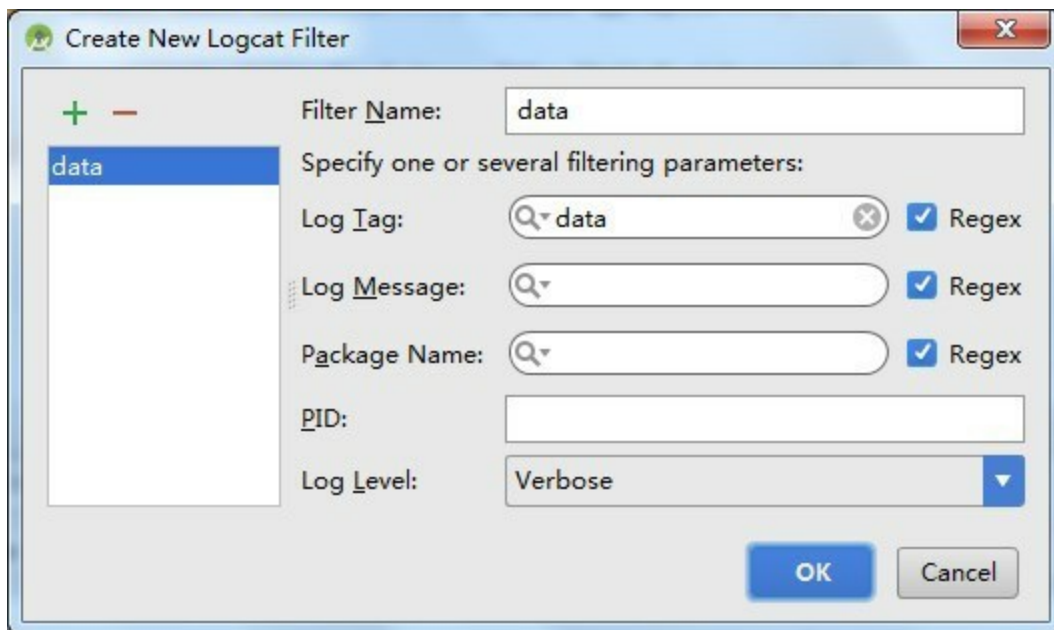 Create New Logcat Filter
Filter Name: data
data
Specify one or several filtering parameters:
Log Tag: data Regex
Log Message: Regex
Package Name: Regex
PID:
Log Level: Verbose
OK Cancel